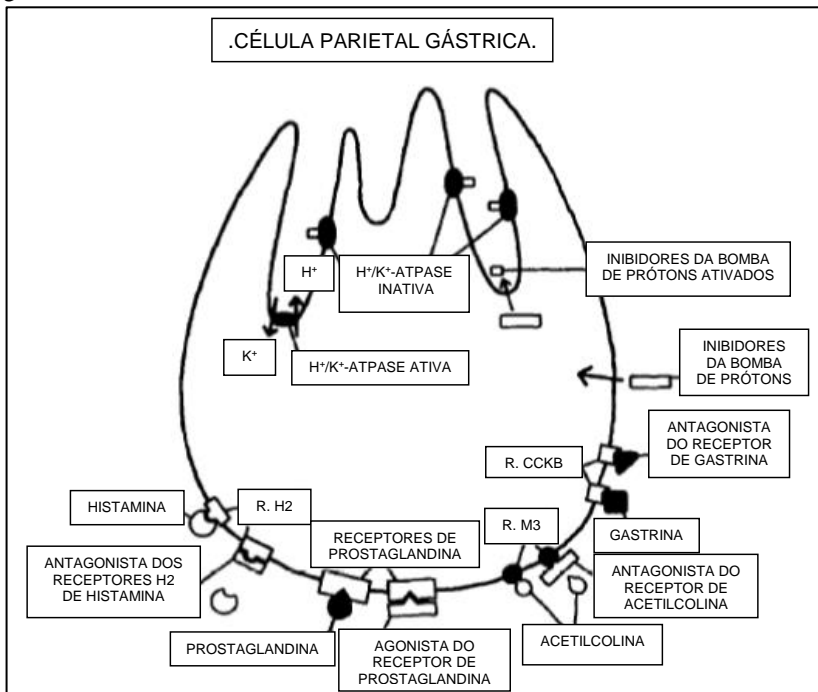 .CÉLULA PARIETAL GÁSTRICA.
H⁺
H⁺/K⁺-ATPASE
INATIVA
INIBIDORES DA BOMBA
DE PRÓTONS ATIVADOS
K⁺
H⁺/K⁺-ATPASE ATIVA
INIBIDORES
DA BOMBA
DE PRÓTONS
ANTAGONISTA
DO RECEPTOR
DE GASTRINA
R. CCKB
HISTAMINA
R. H2
R. M3
GASTRINA
RECEPTORES DE
PROSTAGLANDINA
ANTAGONISTA DOS
RECEPTORES H2
DE HISTAMINA
ANTAGONISTA DO
RECEPTOR DE
ACETILCOLINA
PROSTAGLANDINA
AGONISTA DO
RECEPTOR DE
PROSTAGLANDINA
ACETILCOLINA